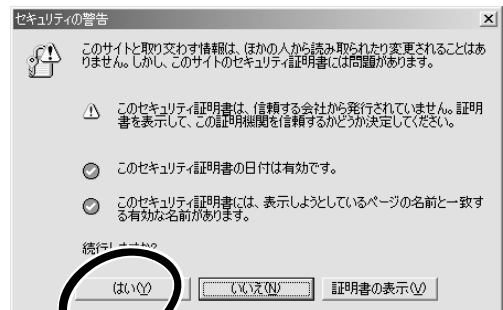 セキュリティの警告
このサイトと取り交わす情報は、ほかの人から読み取られたり変更されることはあ
りません。しかし、このサイトのセキュリティ証明書には問題があります。
このセキュリティ証明書は、信頼する会社から発行されていません。証明
書を表示して、この証明機関を信頼するかどうか決定してください。
このセキュリティ証明書の日付は有効です。
このセキュリティ証明書には、表示しようとしているページの名前と一致す
る有効な名前があります。
続行しますか?
はい(Y) いいえ(N) 証明書の表示(V)